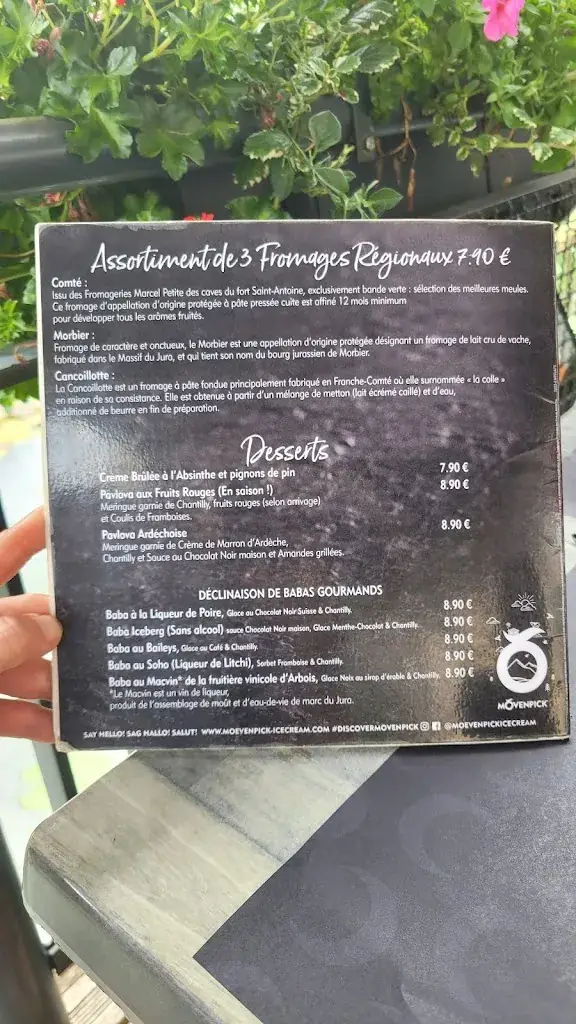 Assortiment de 3 Fromages Régionaux 7.90 €
Comté :
Issu des Fromageries Marcel Petite des caves du fort Saint-Antoine, exclusivement bande verte : sélection des meilleures meules.
Ce fromage d'appellation d'origine protégée à pâte pressée cuite est affiné 12 mois minimum
pour développer tous les arômes fruités.
Morbier :
Fromage de caractère et onctueux, le Morbier est une appellation d'origine protégée désignant un fromage de lait cru de vache,
fabriqué dans le Massif du Jura, et qui tient son nom du bourg jurassien de Morbier.
Cancoillotte :
La Cancoillotte est un fromage à pâte fondue principalement fabriqué en Franche-Comté où elle surnommée « la colle »
en raison de sa consistance. Elle est obtenue à partir d'un mélange de metton (lait écrémé caillé) et d'eau,
additionné de beurre en fin de préparation.
Desserts
Creme Brûlée à l'Absinthe et pignons de pin 7.90 €
Pavlova aux Fruits Rouges (En saison !) 8.90 €
Meringue garnie de Chantilly, fruits rouges (selon arrivage)
et Coulis de Framboises.
Pavlova Ardéchoise 8.90 €
Meringue garnie de Crème de Marron d'Ardèche,
Chantilly et Sauce au Chocolat Noir maison et Amandes grillées.
DÉCLINAISON DE BABAS GOURMANDS
Baba à la Liqueur de Poire, Glace au Chocolat Noir Suisse & Chantilly. 8.90 €
Baba Iceberg (Sans alcool) sauce Chocolat Noir maison, Glace Menthe-Chocolat & Chantilly. 8.90 €
Baba au Baileys, Glace au Café & Chantilly. 8.90 €
Baba au Soho (Liqueur de Litchi), Sorbet Framboise & Chantilly. 8.90 €
Baba au Macvin* de la fruitière vinicole d'Arbois, Glace Noix au sirop d'érable & Chantilly. 8.90 €
*Le Macvin est un vin de liqueur,
produit de l'assemblage de moût et d'eau-de-vie de marc du Jura.
MÖVENPICK
SAY HELLO! SAG HALLO! SALUT! WWW.MOEVENPICK-ICECREAM.COM #DISCOVERMOVENPICK @MOEVENPICKICECREAM